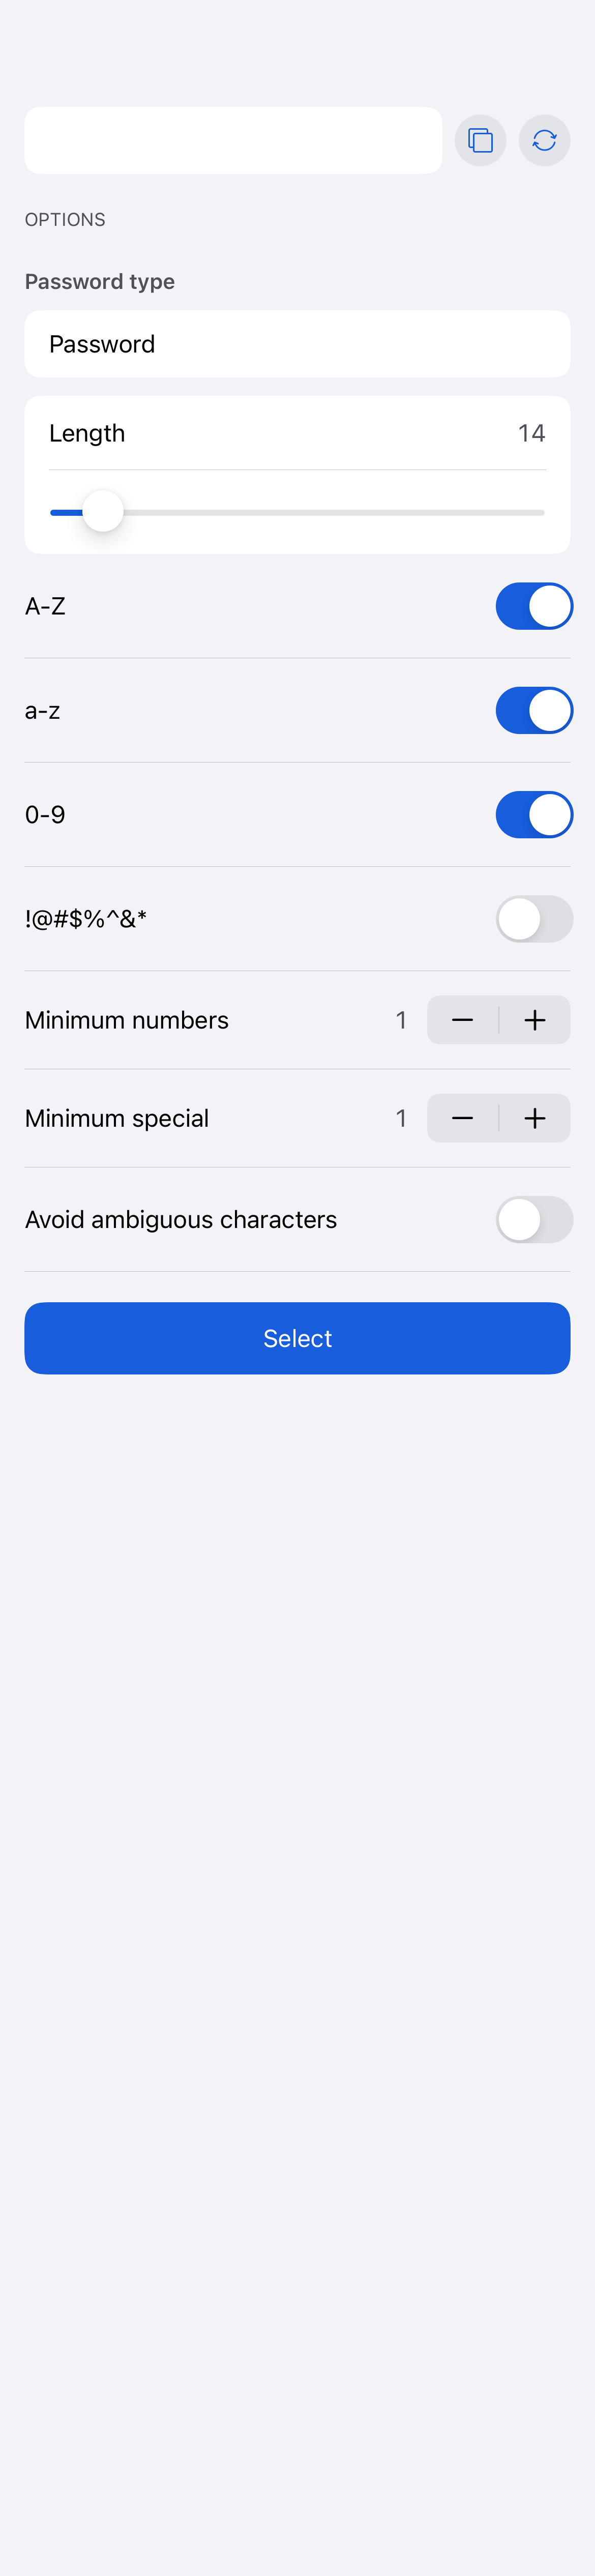 OPTIONS
Password type
Password
Length 14
A-Z
a-z
0-9
!@#$%^&*
Minimum numbers 1
Minimum special 1
Avoid ambiguous characters
Select